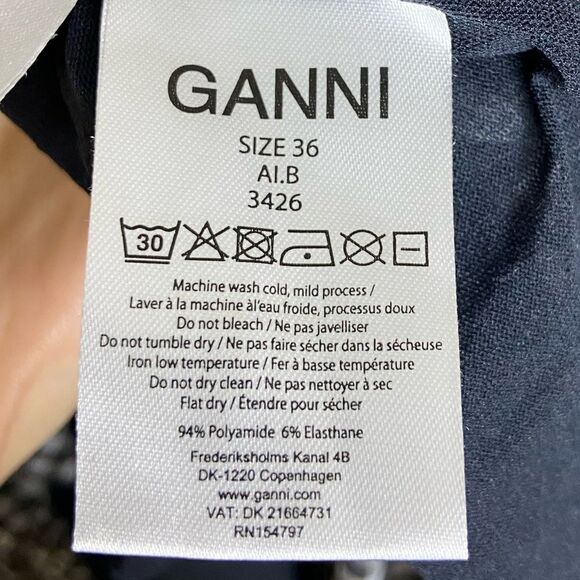 GANNI
SIZE 36
AI.B
3426
30
Machine wash cold, mild process /
Laver à la machine àl'eau froide, processus doux
Do not bleach / Ne pas javelliser
Do not tumble dry / Ne pas faire sécher dans la sécheuse
Iron low temperature / Fer à basse température
Do not dry clean / Ne pas nettoyer à sec
Flat dry / Étendre pour sécher
94% Polyamide 6% Elasthane
Frederiksholms Kanal 4B
DK-1220 Copenhagen
www.ganni.com
VAT: DK 21664731
RN154797